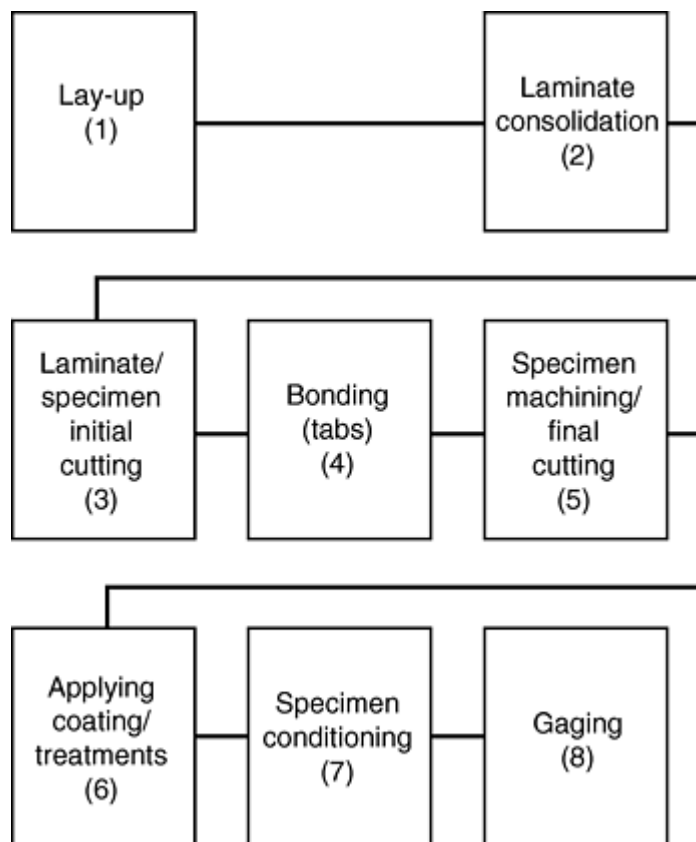 Lay-up
(1)
Laminate
consolidation
(2)
Laminate/
specimen
initial
cutting
(3)
Bonding
(tabs)
(4)
Specimen
machining/
final
cutting
(5)
Applying
coating/
treatments
(6)
Specimen
conditioning
(7)
Gaging
(8)